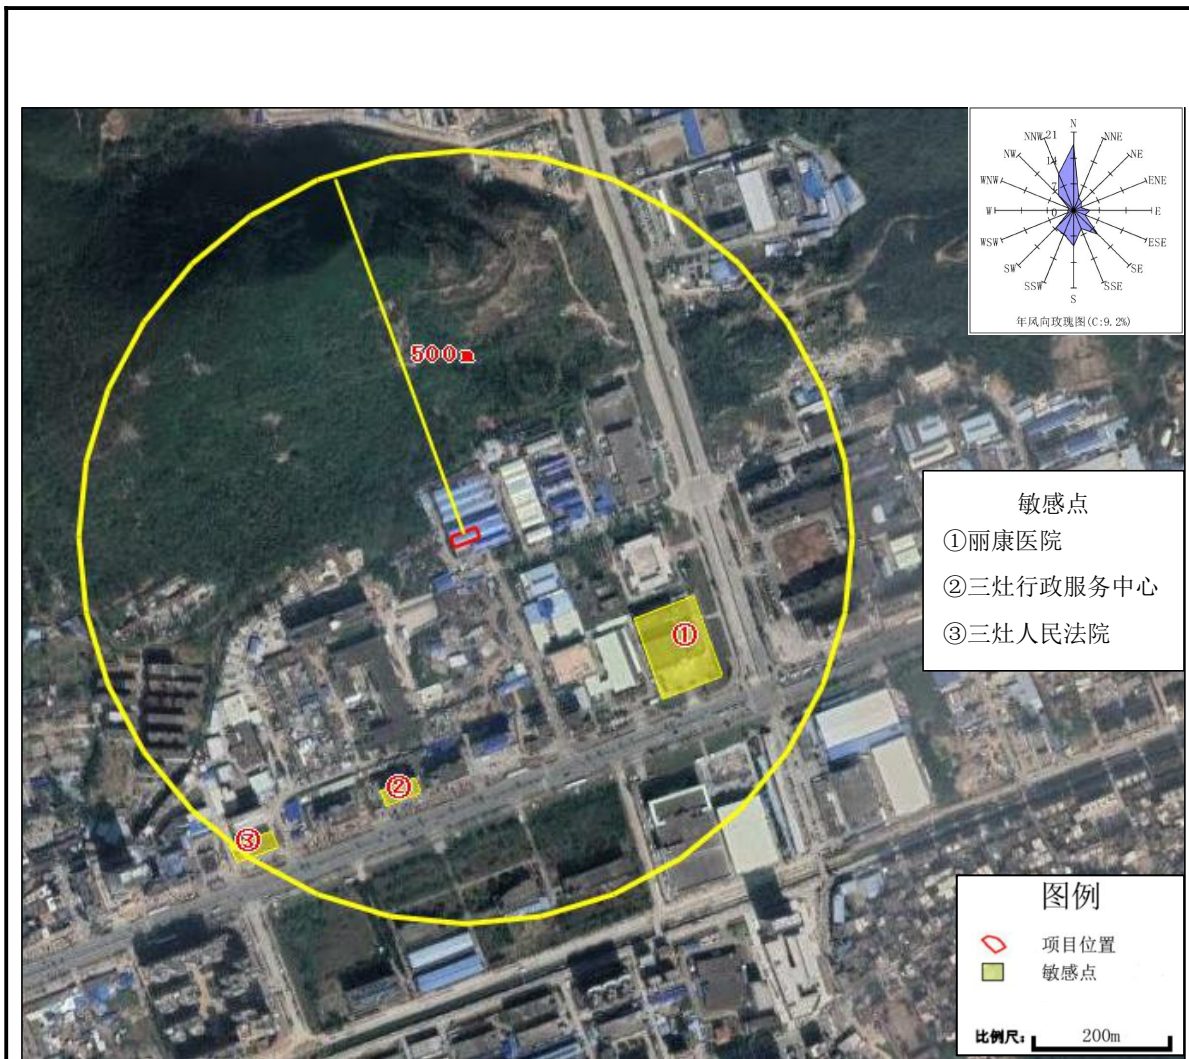 N
NNW
21
NNE
NW
14
NE
WNW
7
ENE
W
0
E
WSW
ESE
SW
SE
SSW
SSE
S
年风向玫瑰图(C:9.2%)
500m
敏感点
①丽康医院
②三灶行政服务中心
③三灶人民法院
①
②
③
图例
项目位置
敏感点
比例尺: 200m